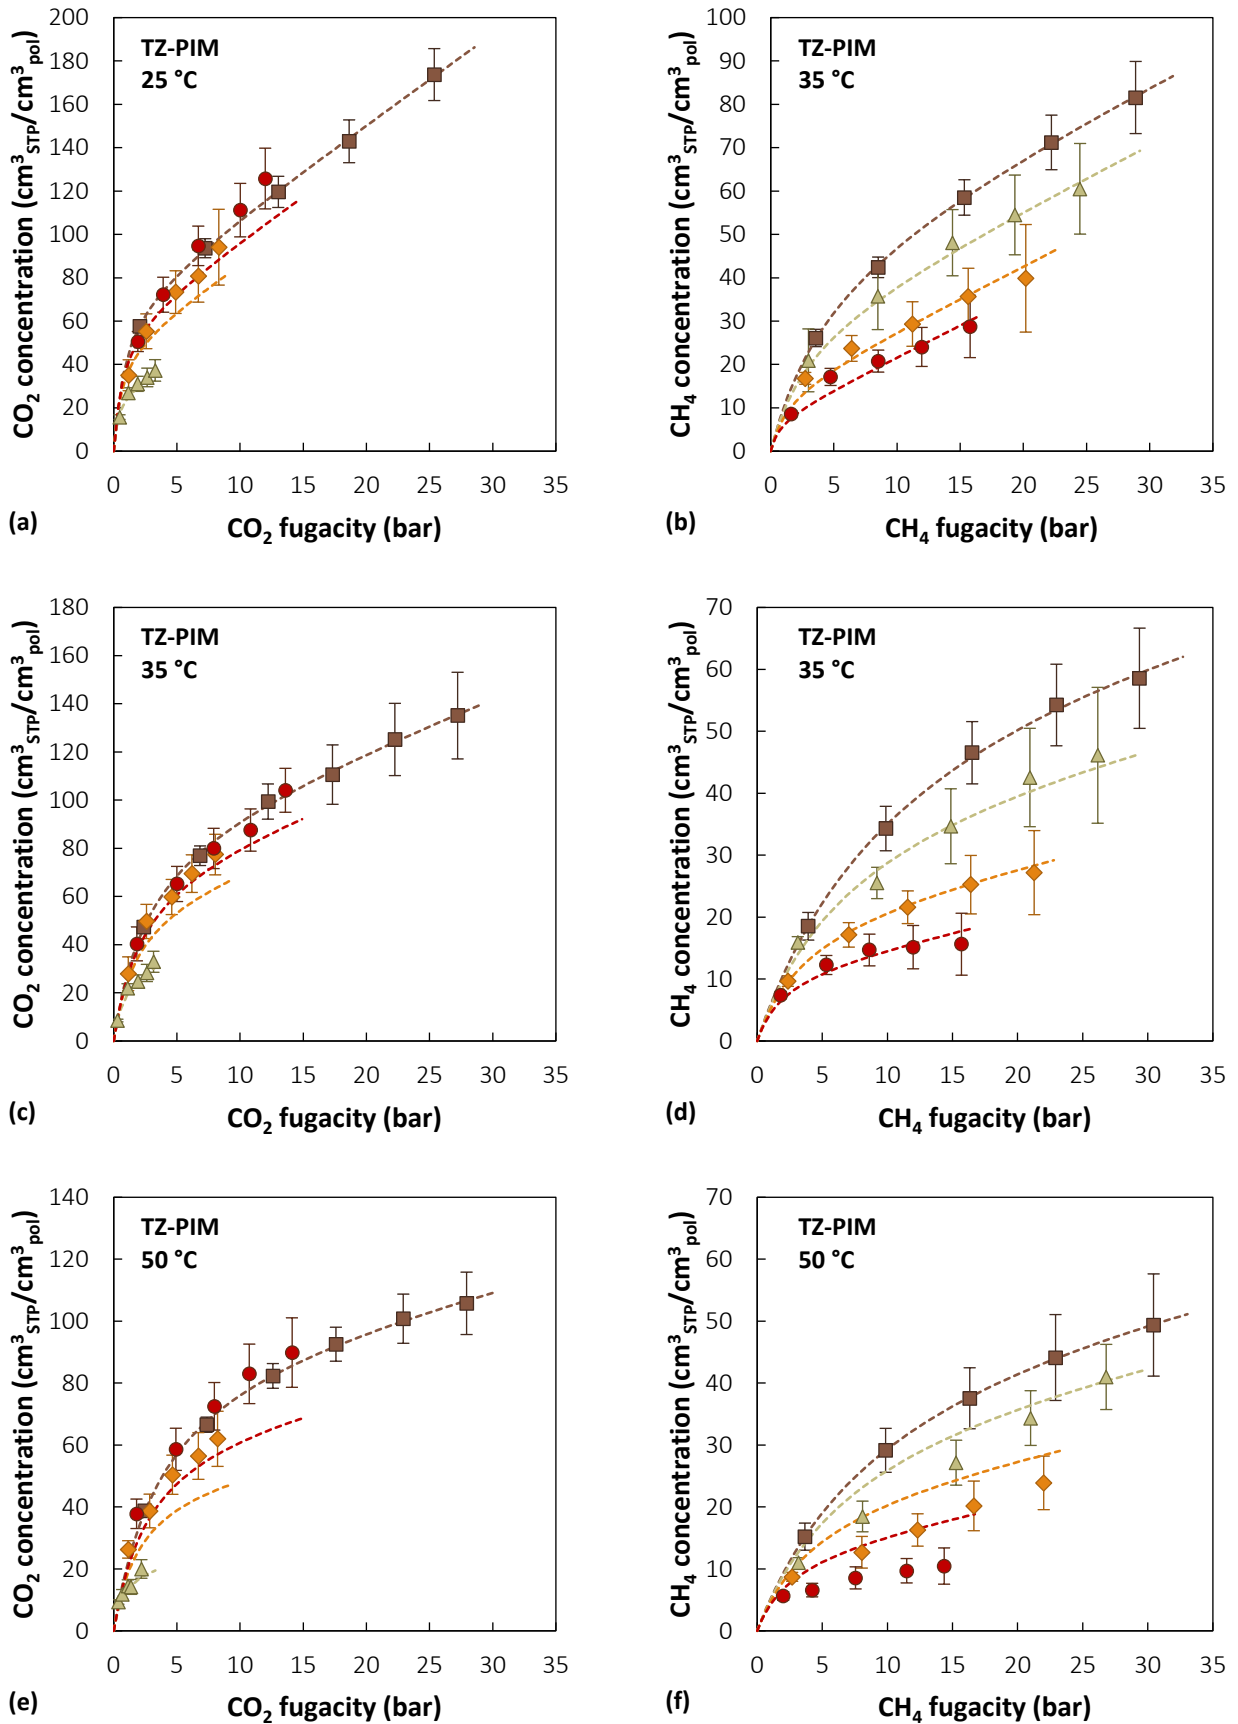 CO2 concentration (cm3STP/cm3pol)
200
180
160
140
120
100
80
60
40
20
0
TZ-PIM
25 °C
0 5 10 15 20 25 30 35
(a)
CO2 fugacity (bar)
CH4 concentration (cm3STP/cm3pol)
100
90
80
70
60
50
40
30
20
10
0
TZ-PIM
35 °C
0 5 10 15 20 25 30 35
(b)
CH4 fugacity (bar)
CO2 concentration (cm3STP/cm3pol)
180
160
140
120
100
80
60
40
20
0
TZ-PIM
35 °C
0 5 10 15 20 25 30 35
(c)
CO2 fugacity (bar)
CH4 concentration (cm3STP/cm3pol)
70
60
50
40
30
20
10
0
TZ-PIM
35 °C
0 5 10 15 20 25 30 35
(d)
CH4 fugacity (bar)
CO2 concentration (cm3STP/cm3pol)
140
120
100
80
60
40
20
0
TZ-PIM
50 °C
0 5 10 15 20 25 30 35
(e)
CO2 fugacity (bar)
CH4 concentration (cm3STP/cm3pol)
70
60
50
40
30
20
10
0
TZ-PIM
50 °C
0 5 10 15 20 25 30 35
(f)
CH4 fugacity (bar)